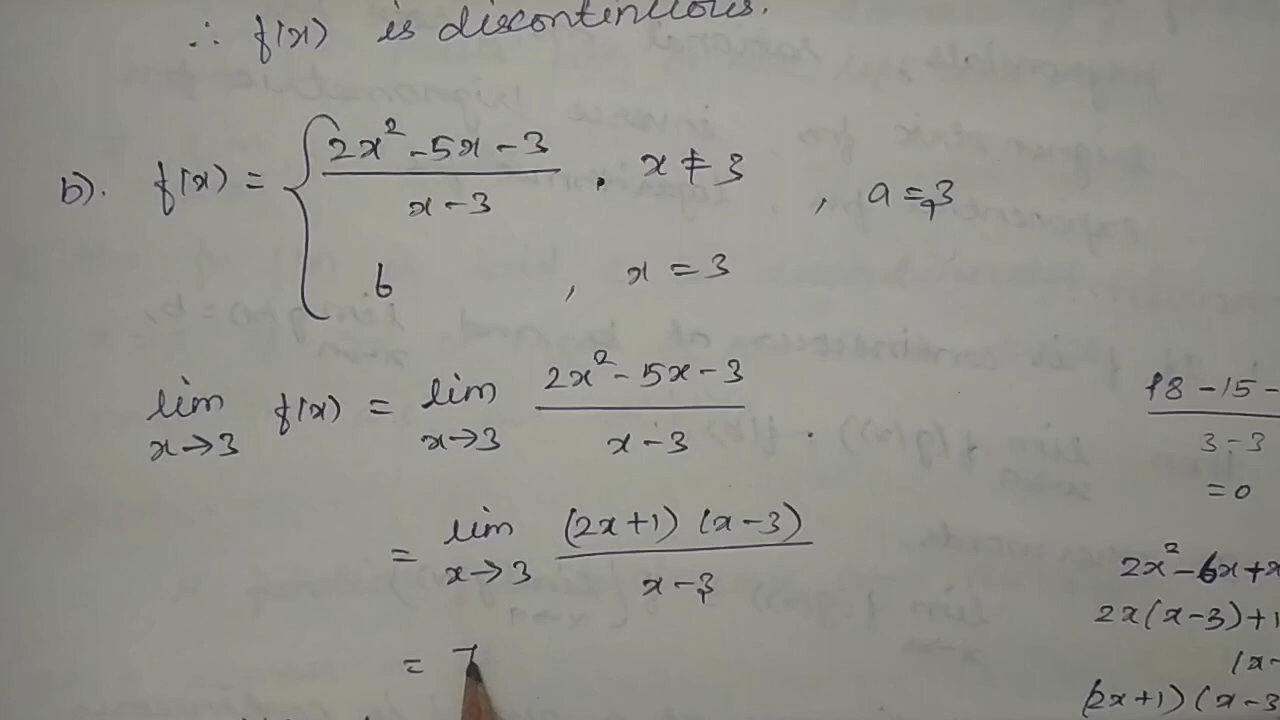 ∴ f(x) is discontinuous.
b). f(x) = { (2x² - 5x - 3)/(x - 3) , x ≠ 3 , a = 3
6 , x = 3
lim x→3 f(x) = lim x→3 (2x² - 5x - 3)/(x - 3)
= lim x→3 ((2x+1) (x-3))/(x-3)
= 7
18 - 15 -
3 - 3
= 0
2x² - 6x + x
2x(x-3)+1
(x-
(2x+1) (x-3